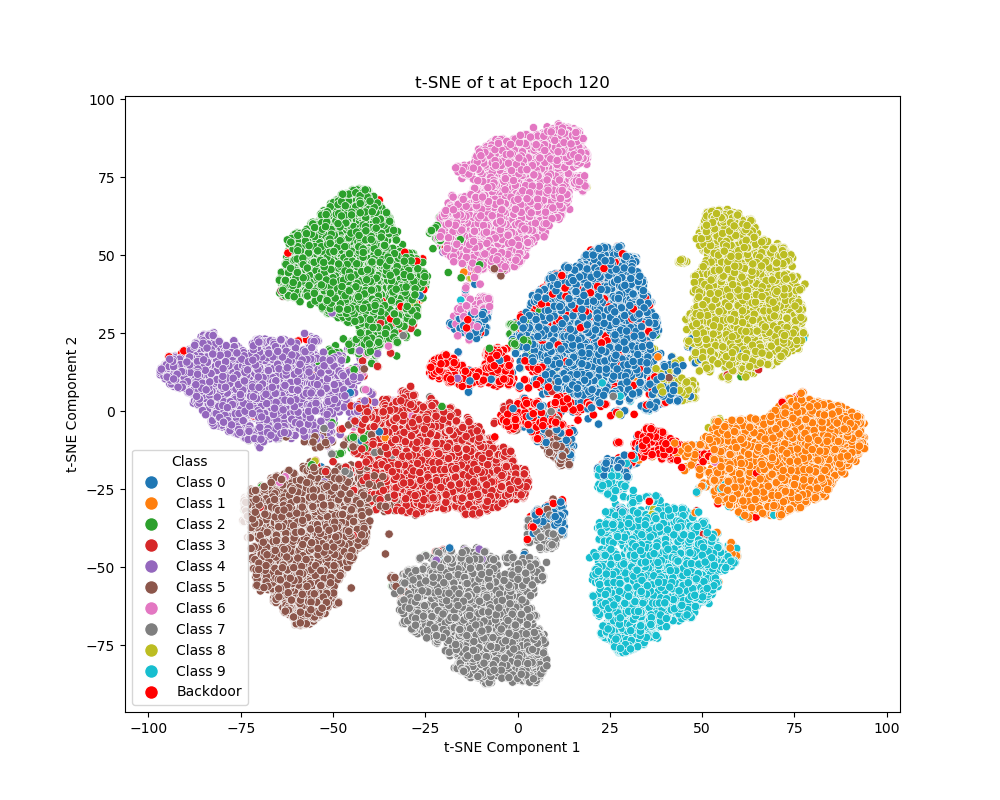 t-SNE of t at Epoch 120
100
75
50
25
0
−25
−50
−75
t-SNE Component 2
−100
−75
−50
−25
0
25
50
75
100
t-SNE Component 1
Class
Class 0
Class 1
Class 2
Class 3
Class 4
Class 5
Class 6
Class 7
Class 8
Class 9
Backdoor